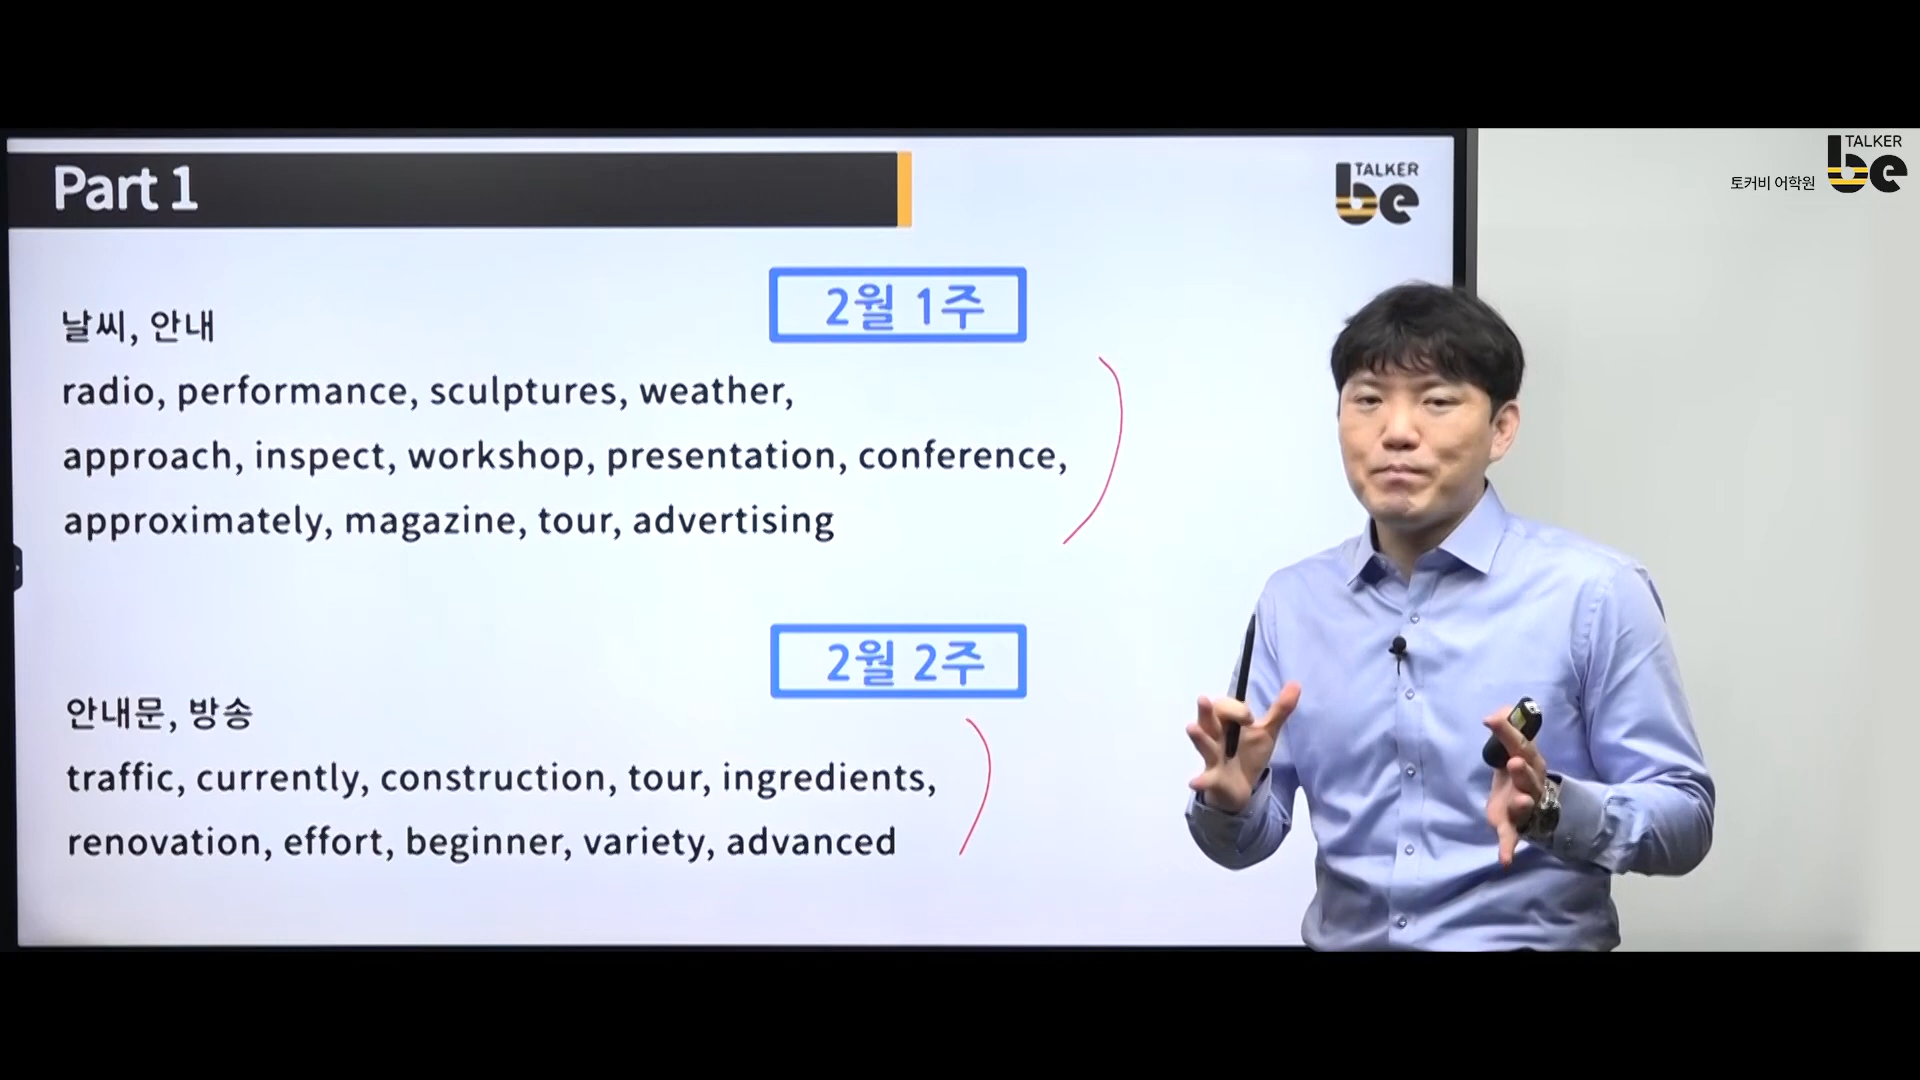 Part 1
TALKER
be
토커비 어학원
TALKER
be
2월 1주
날씨, 안내
radio, performance, sculptures, weather,
approach, inspect, workshop, presentation, conference,
approximately, magazine, tour, advertising
2월 2주
안내문, 방송
traffic, currently, construction, tour, ingredients,
renovation, effort, beginner, variety, advanced